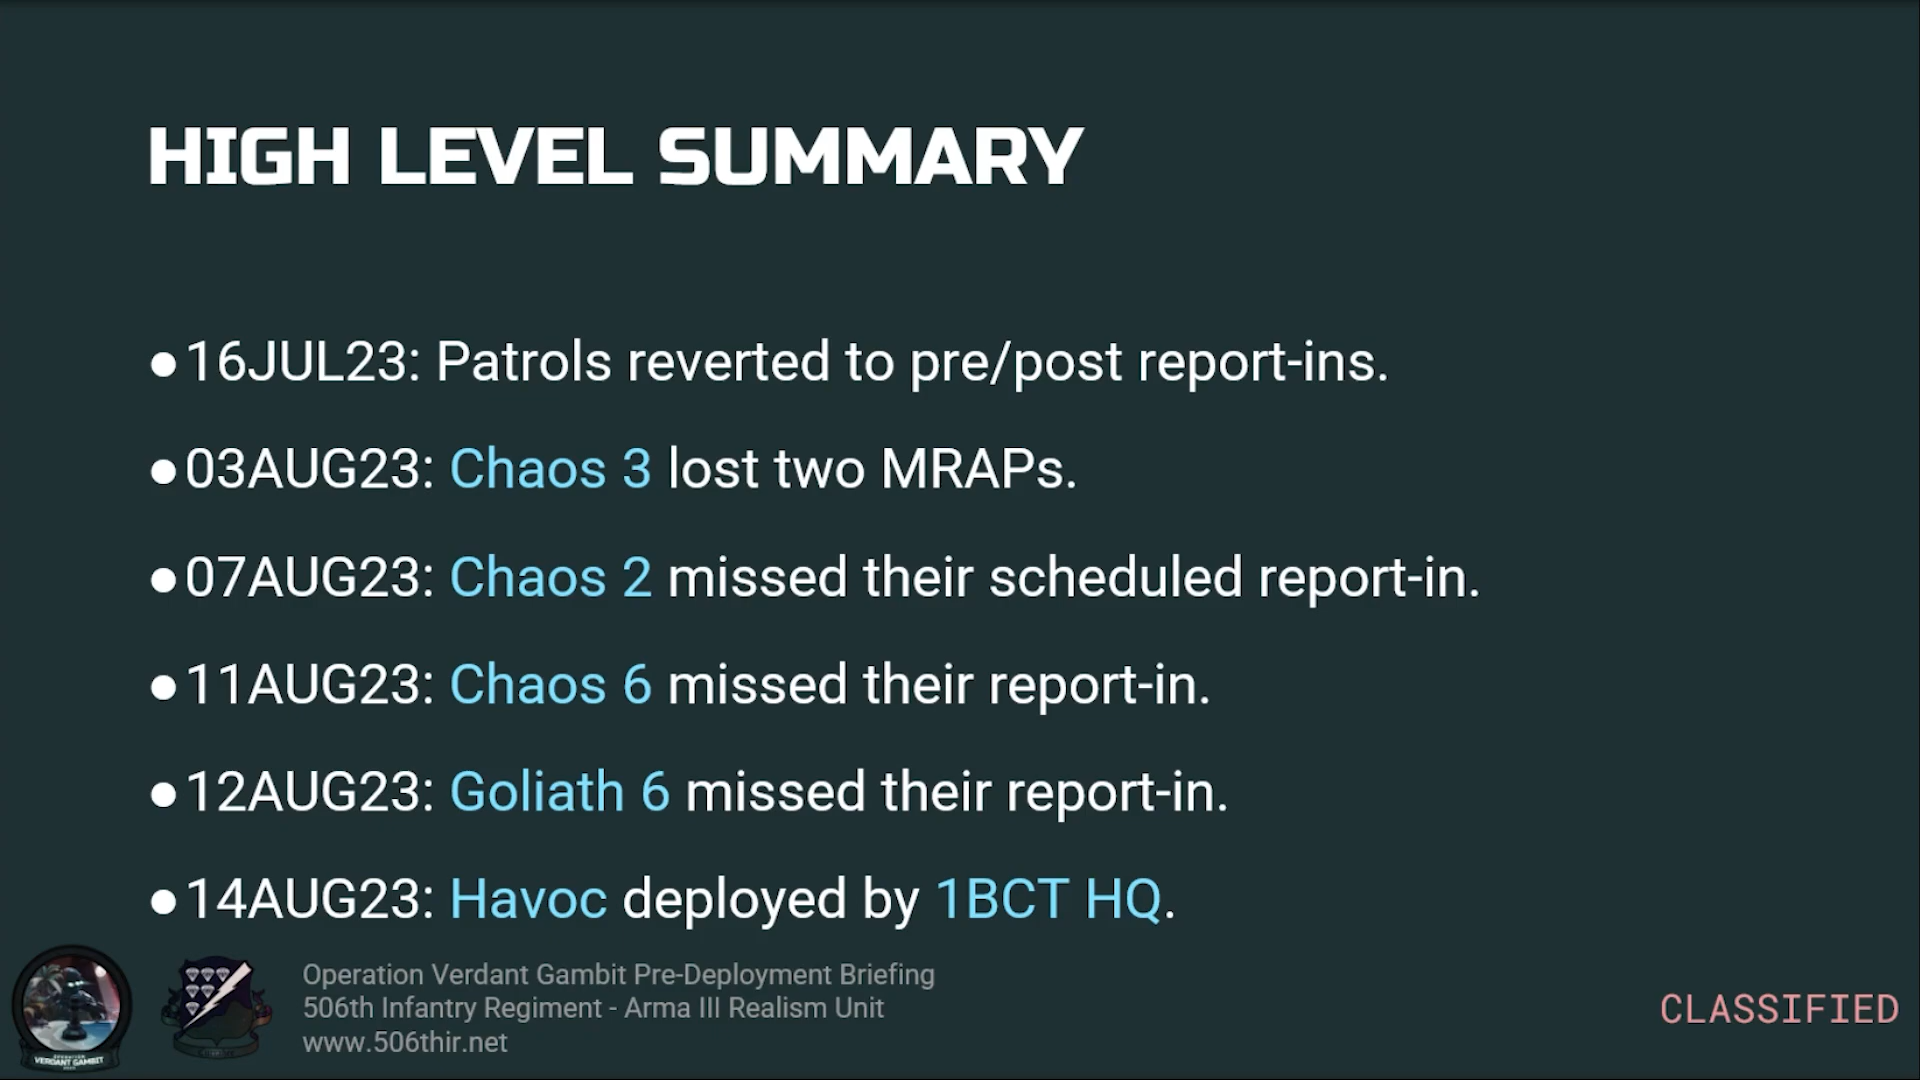 HIGH LEVEL SUMMARY
●16JUL23: Patrols reverted to pre/post report-ins.
●03AUG23: Chaos 3 lost two MRAPs.
●07AUG23: Chaos 2 missed their scheduled report-in.
●11AUG23: Chaos 6 missed their report-in.
●12AUG23: Goliath 6 missed their report-in.
●14AUG23: Havoc deployed by 1BCT HQ.
Operation Verdant Gambit Pre-Deployment Briefing
506th Infantry Regiment - Arma III Realism Unit
www.506thir.net
CLASSIFIED
OPERATION
VERDANT GAMBIT